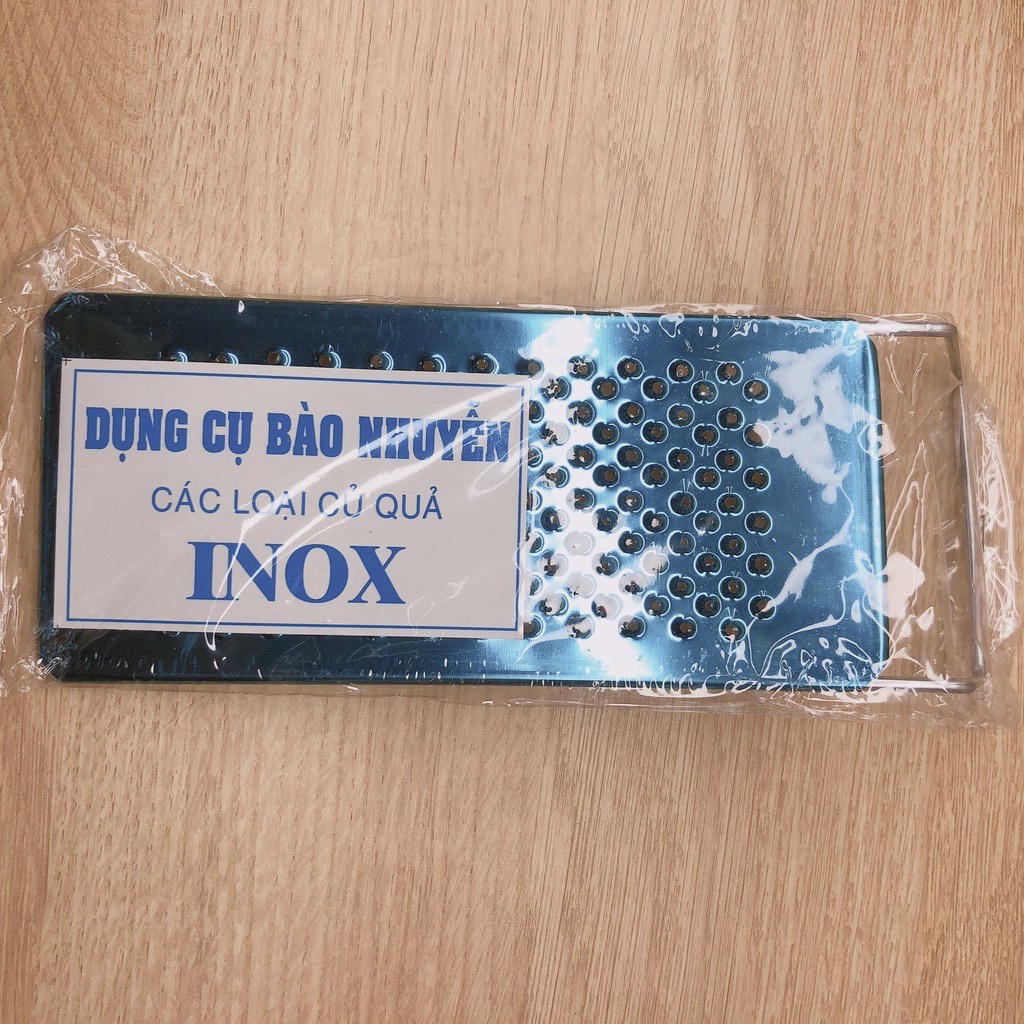 DỤNG CỤ BÀO NHUYỄN
CÁC LOẠI CỦ QUẢ
INOX